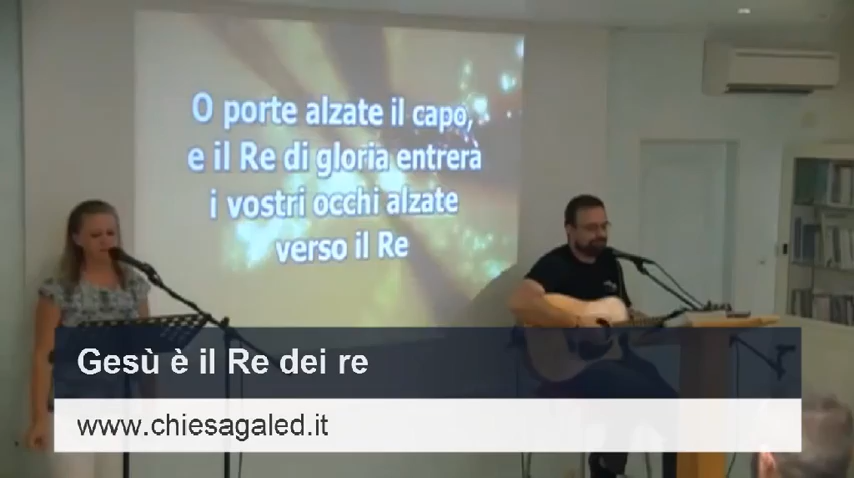 O porte alzate il capo,
e il Re di gloria entrerà
i vostri occhi alzate
verso il Re
Gesù è il Re dei re
www.chiesagaled.it